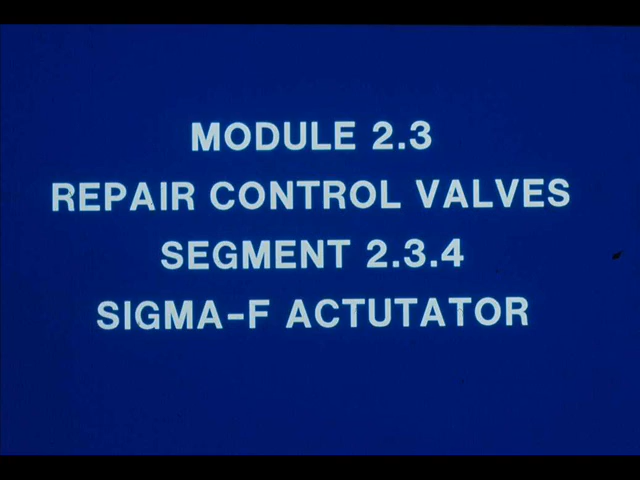 MODULE 2.3
REPAIR CONTROL VALVES
SEGMENT 2.3.4
SIGMA-F ACTUTATOR